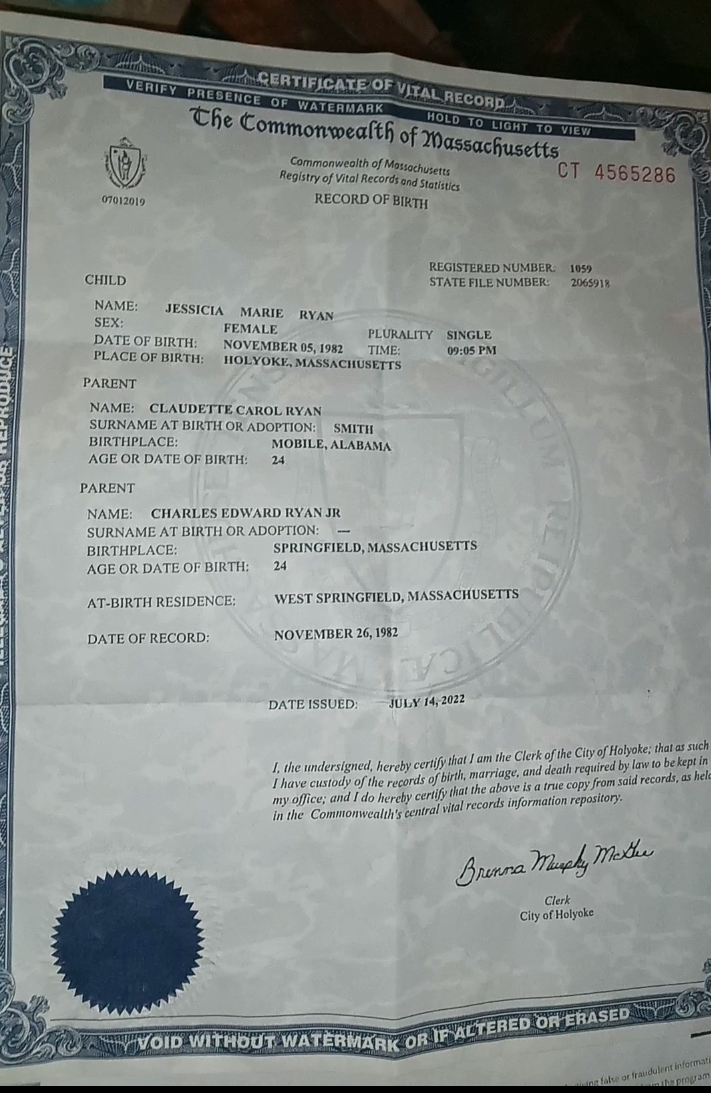 CERTIFICATE OF VITAL RECORD
VERIFY PRESENCE OF WATERMARK HOLD TO LIGHT TO VIEW
The Commonwealth of Massachusetts
CT 4565286
Commonwealth of Massachusetts
Registry of Vital Records and Statistics
07012019
RECORD OF BIRTH
REGISTERED NUMBER: 1059
STATE FILE NUMBER: 2065918
CHILD
NAME: JESSICIA MARIE RYAN
SEX: FEMALE PLURALITY SINGLE
DATE OF BIRTH: NOVEMBER 05, 1982 TIME: 09:05 PM
PLACE OF BIRTH: HOLYOKE, MASSACHUSETTS
PARENT
NAME: CLAUDETTE CAROL RYAN
SURNAME AT BIRTH OR ADOPTION: SMITH
BIRTHPLACE: MOBILE, ALABAMA
AGE OR DATE OF BIRTH: 24
PARENT
NAME: CHARLES EDWARD RYAN JR
SURNAME AT BIRTH OR ADOPTION: —
BIRTHPLACE: SPRINGFIELD, MASSACHUSETTS
AGE OR DATE OF BIRTH: 24
AT-BIRTH RESIDENCE: WEST SPRINGFIELD, MASSACHUSETTS
DATE OF RECORD: NOVEMBER 26, 1982
DATE ISSUED: JULY 14, 2022
I, the undersigned, hereby certify that I am the Clerk of the City of Holyoke; that as such
I have custody of the records of birth, marriage, and death required by law to be kept in
my office; and I do hereby certify that the above is a true copy from said records, as held
in the Commonwealth's central vital records information repository.
Brenna Murphy McGee
Clerk
City of Holyoke
VOID WITHOUT WATERMARK OR IF ALTERED OR ERASED
false or fraudulent informati
the program